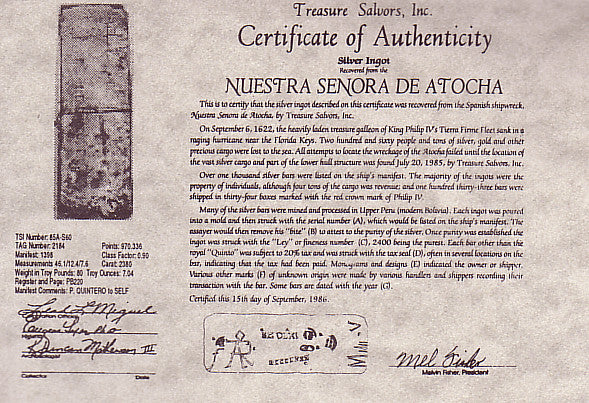 Treasure Salvors, Inc.
Certificate of Authenticity
Silver Ingot
Recovered from the
NUESTRA SENORA DE ATOCHA
This is to certify that the silver ingot described on this certificate was recovered from the Spanish shipwreck,
Nuestra Senora de Atocha, by Treasure Salvors, Inc.
On September 6, 1622, the heavily laden treasure galleon of King Philip IV's Tierra Firme Fleet sank in a
raging hurricane near the Florida Keys. Two hundred and sixty people and tons of silver, gold and other
precious cargo were lost to the sea. All attempts to locate the wreckage of the Atocha failed until the location of
the vast silver cargo and part of the lower hull structure was found July 20, 1985, by Treasure Salvors, Inc.
Over one thousand silver bars were listed on the ship's manifest. The majority of the ingots were the
property of individuals, although four tons of the cargo was revenue; and one hundred thirty-three bars were
shipped in thirty-four boxes marked with the red crown mark of Philip IV.
Many of the silver bars were mined and processed in Upper Peru (modern Bolivia). Each ingot was poured
into a mold and then struck with the serial number (A), which would be listed on the ship's manifest. The
assayer would then remove his "bite" (B) to attest to the purity of the silver. Once purity was established the
ingot was struck with the "Ley" or fineness number (C), 2400 being the purest. Each bar other than the
royal "Quinto" was subject to 20% tax and was struck with the tax seal (D), often in several locations on the
bar, indicating that the tax had been paid. Monograms and designs (E) indicated the owner or shipper.
Various other marks (F) of unknown origin were made by various handlers and shippers recording their
transaction with the bar. Some bars are dated with the year (G).
Certified this 15th day of September, 1986.
TSI Number: 85A-S60
TAG Number: 2184 Points: 970.336
Manifest: 1398 Class Factor: 0.90
Measurements 46.1/12.4/7.6 Carat: 2380
Weight in Troy Pounds: 80 Troy Ounces: 7.04
Register and Page: PB220
Manifest Comments: P. QUINTERO to SELF
R Duncan Mathewson III
Collector Date
Mel Fisher
Melvin Fisher, President